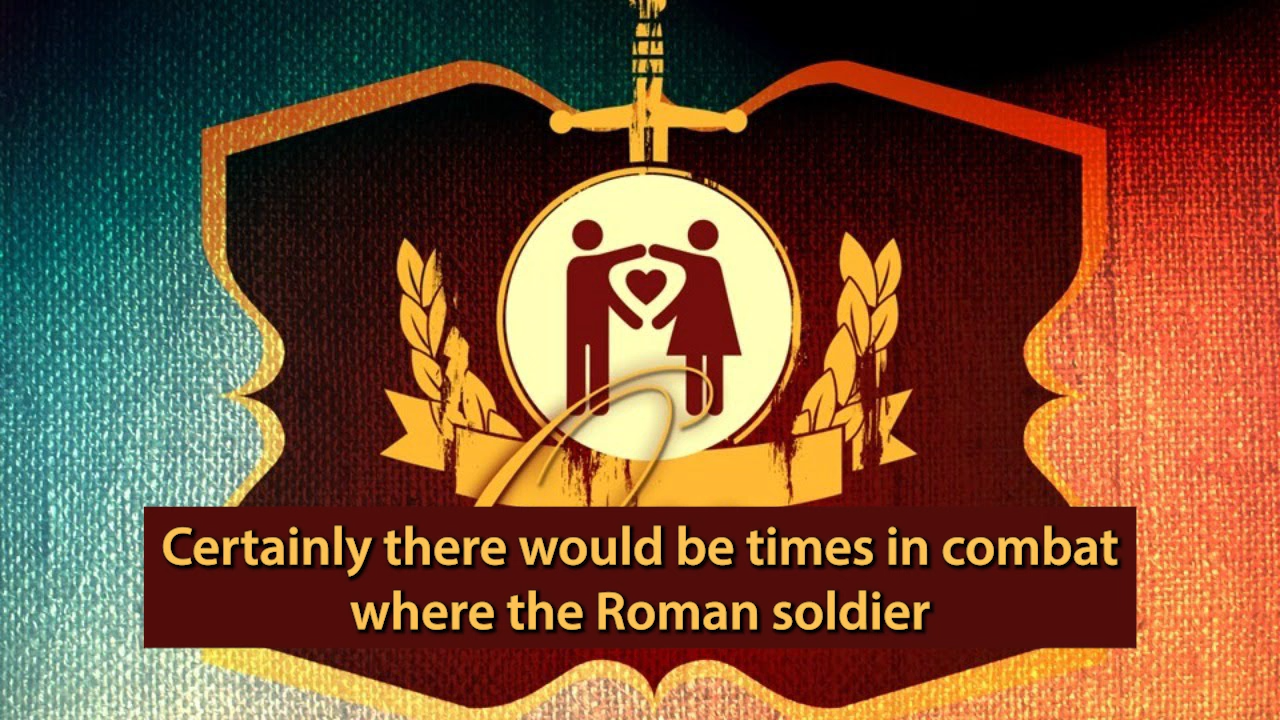 Certainly there would be times in combat
where the Roman soldier